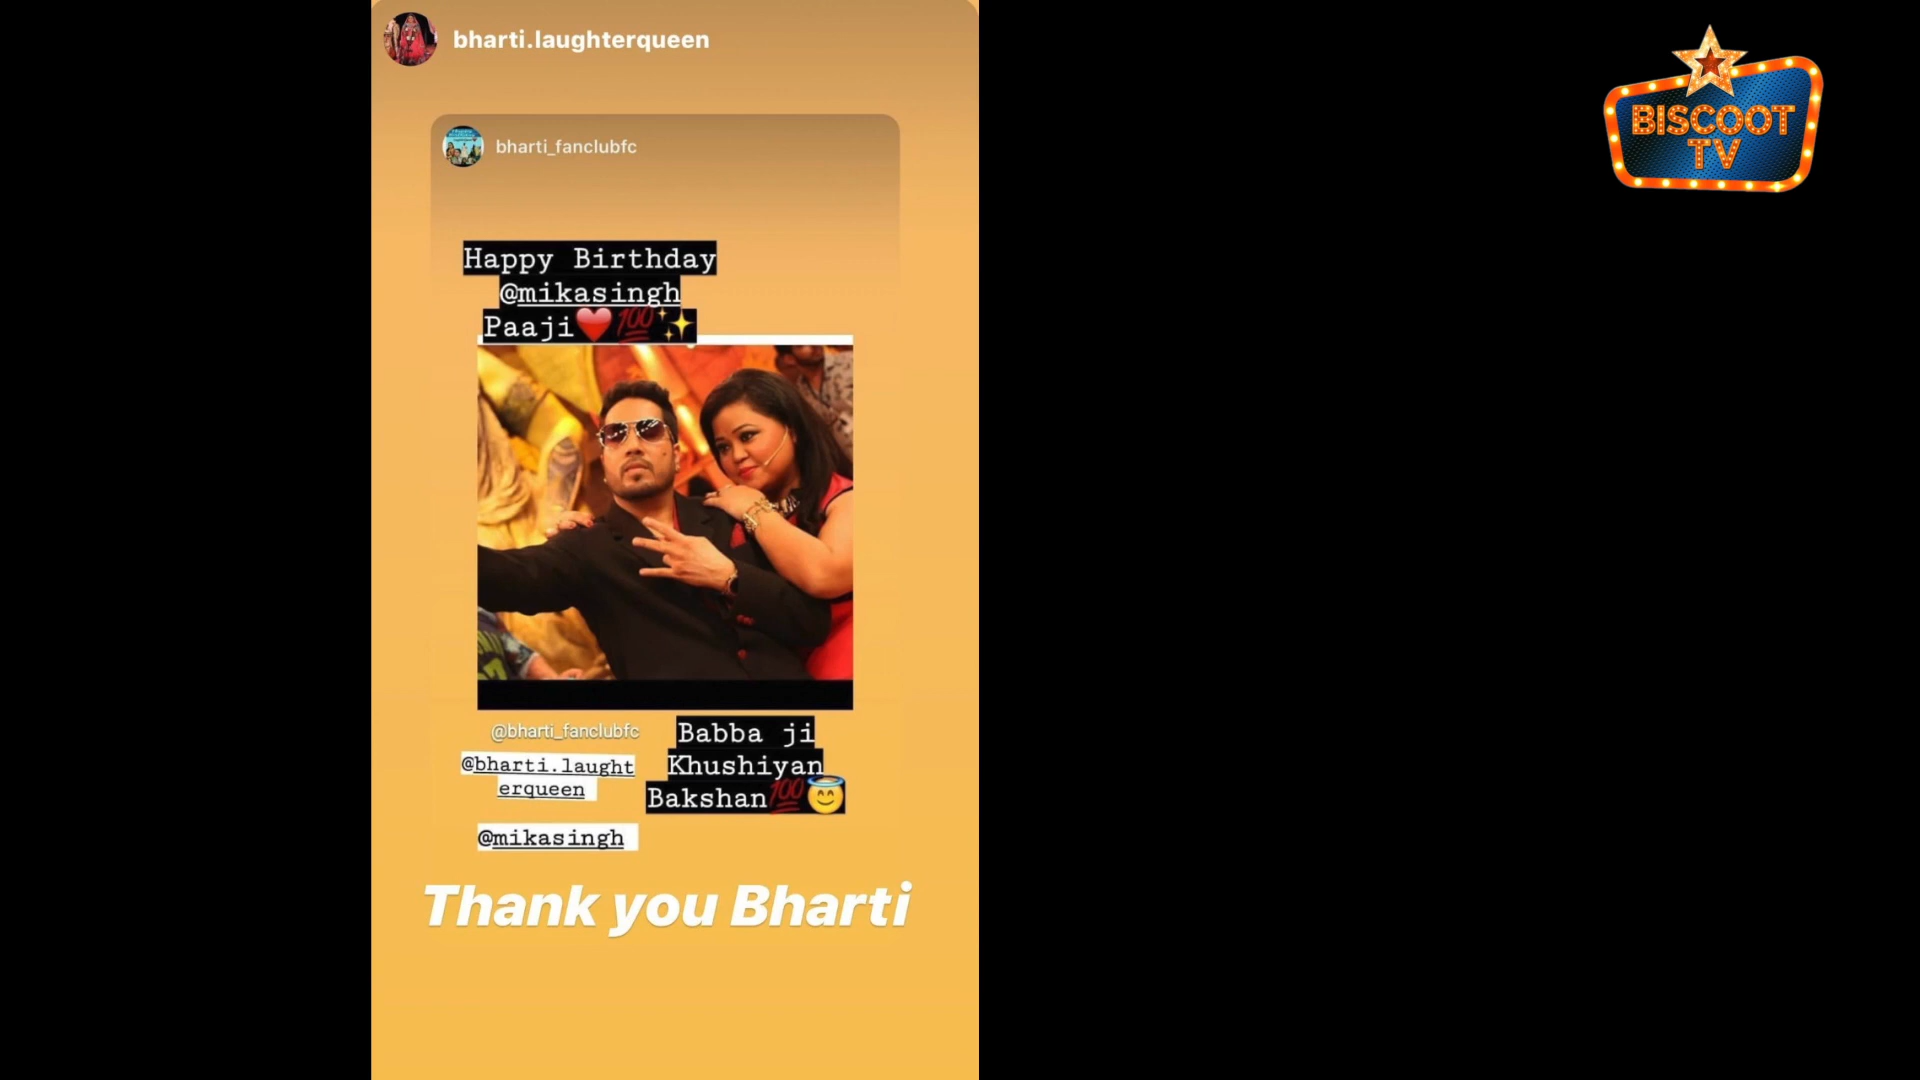 bharti.laughterqueen
BISCOOT
TV
bharti_fanclubfc
Happy Birthday
@mikasingh
Paaji❤️💯✨
@bharti_fanclubfc
@bharti.laught
erqueen
@mikasingh
Babba ji
Khushiyan
Bakshan💯😇
Thank you Bharti